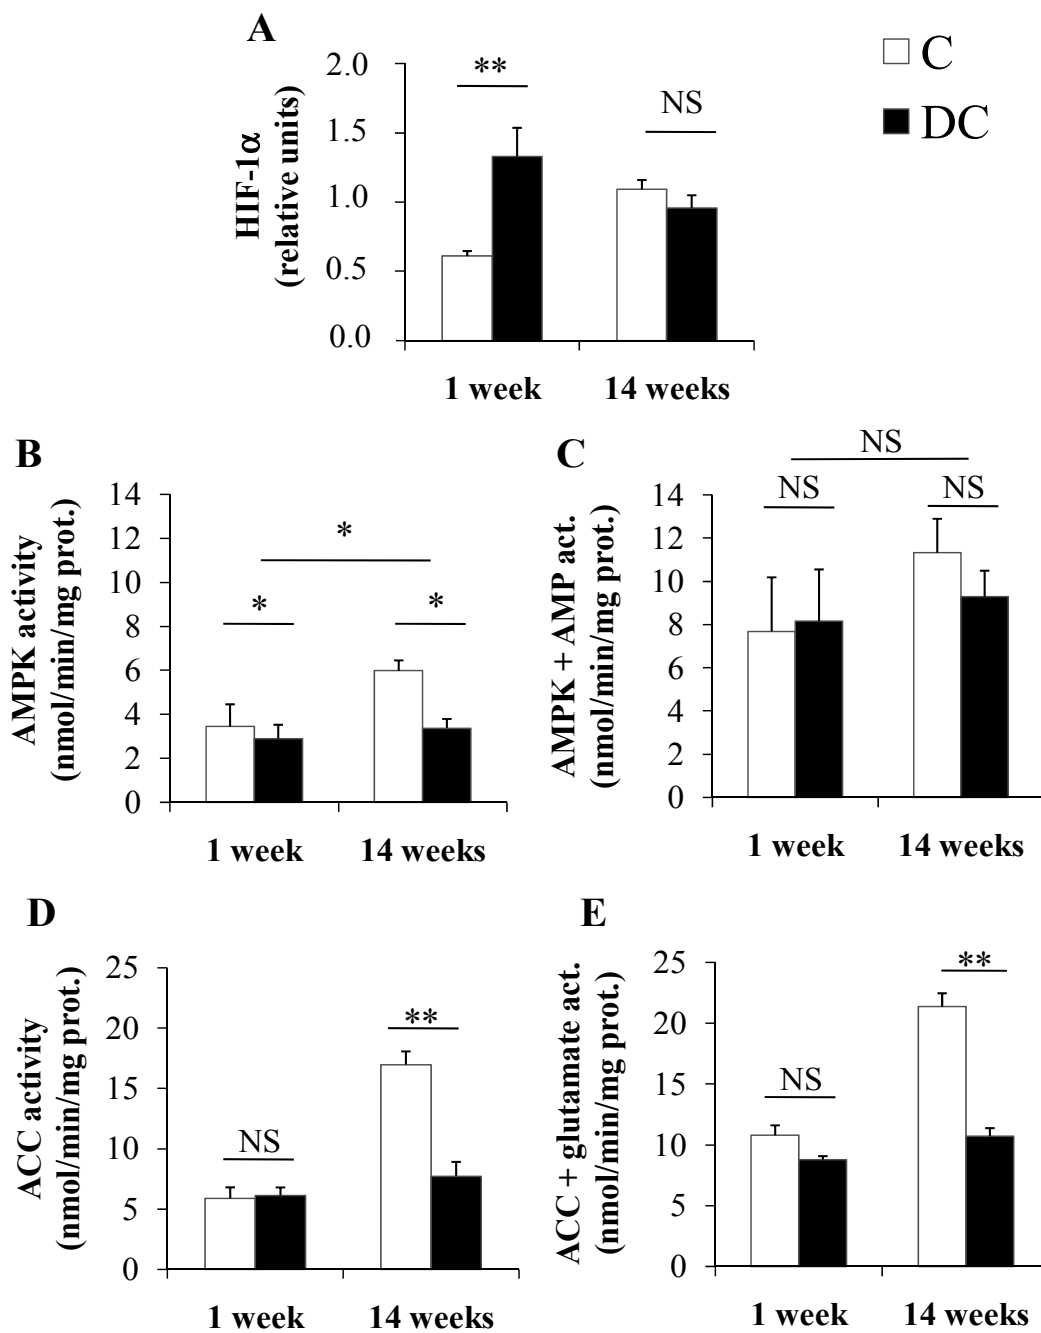 A
C
DC
HIF-1α
(relative units)
2.0
1.5
1.0
0.5
0.0
**
NS
1 week
14 weeks
B
AMPK activity
(nmol/min/mg prot.)
14
12
10
8
6
4
2
0
*
*
*
1 week
14 weeks
C
AMPK + AMP act.
(nmol/min/mg prot.)
14
12
10
8
6
4
2
0
NS
NS
NS
1 week
14 weeks
D
ACC activity
(nmol/min/mg prot.)
25
20
15
10
5
0
NS
**
1 week
14 weeks
E
ACC + glutamate act.
(nmol/min/mg prot.)
25
20
15
10
5
0
NS
**
1 week
14 weeks